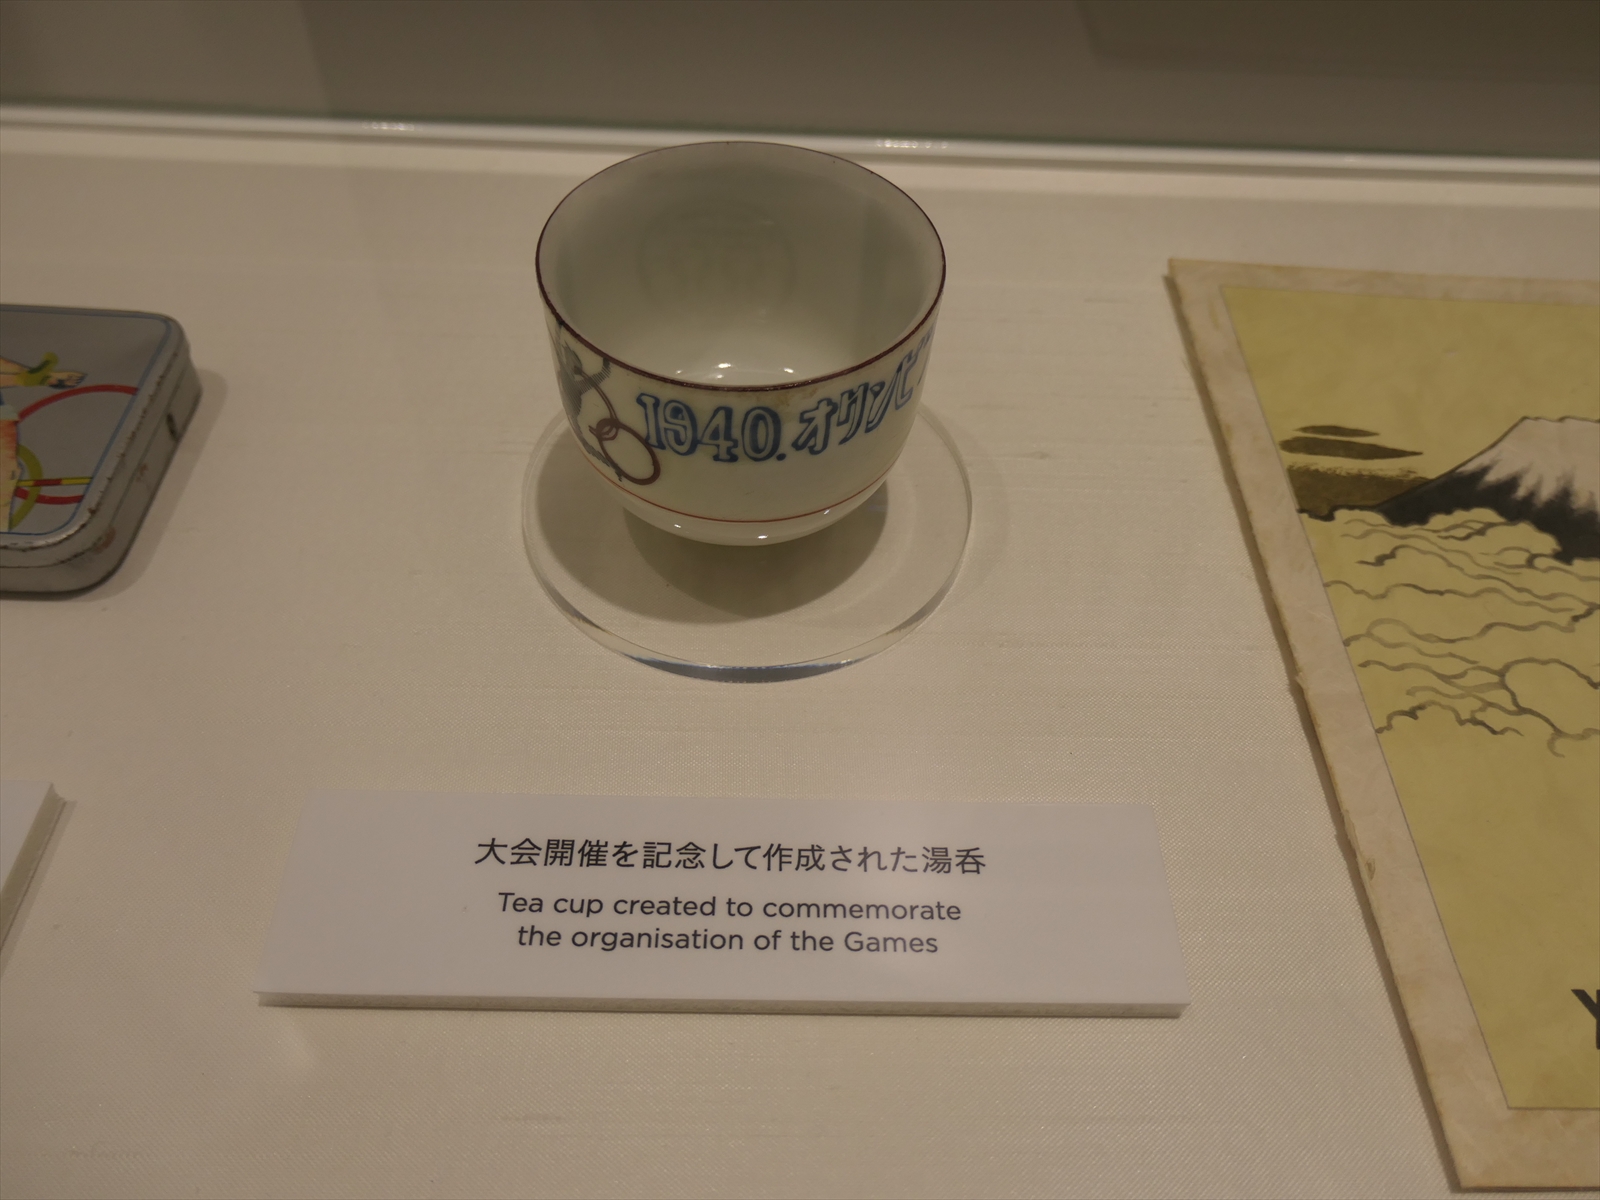 1940.オリンピ
大会開催を記念して作成された湯呑
Tea cup created to commemorate
the organisation of the Games